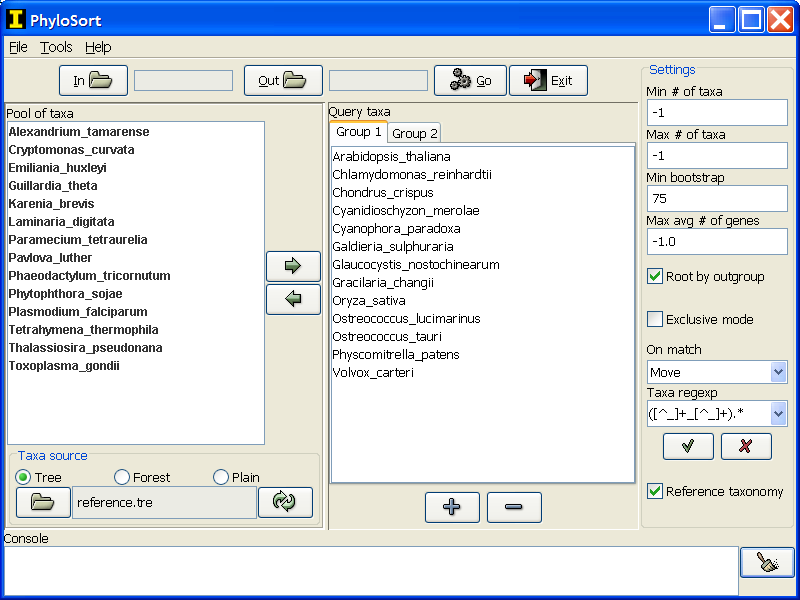 PhyloSort
File Tools Help
In Out Go Exit
Pool of taxa
Alexandrium_tamarense
Cryptomonas_curvata
Emiliania_huxleyi
Guillardia_theta
Karenia_brevis
Laminaria_digitata
Paramecium_tetraurelia
Pavlova_luther
Phaeodactylum_tricornutum
Phytophthora_sojae
Plasmodium_falciparum
Tetrahymena_thermophila
Thalassiosira_pseudonana
Toxoplasma_gondii
Taxa source
Tree Forest Plain
reference.tre
Query taxa
Group 1 Group 2
Arabidopsis_thaliana
Chlamydomonas_reinhardtii
Chondrus_crispus
Cyanidioschyzon_merolae
Cyanophora_paradoxa
Galdieria_sulphuraria
Glaucocystis_nostochinearum
Gracilaria_changii
Oryza_sativa
Ostreococcus_lucimarinus
Ostreococcus_tauri
Physcomitrella_patens
Volvox_carteri
Settings
Min # of taxa
-1
Max # of taxa
-1
Min bootstrap
75
Max avg # of genes
-1.0
Root by outgroup
Exclusive mode
On match
Move
Taxa regexp
([^_]+_[^_]+).*
Reference taxonomy
Console